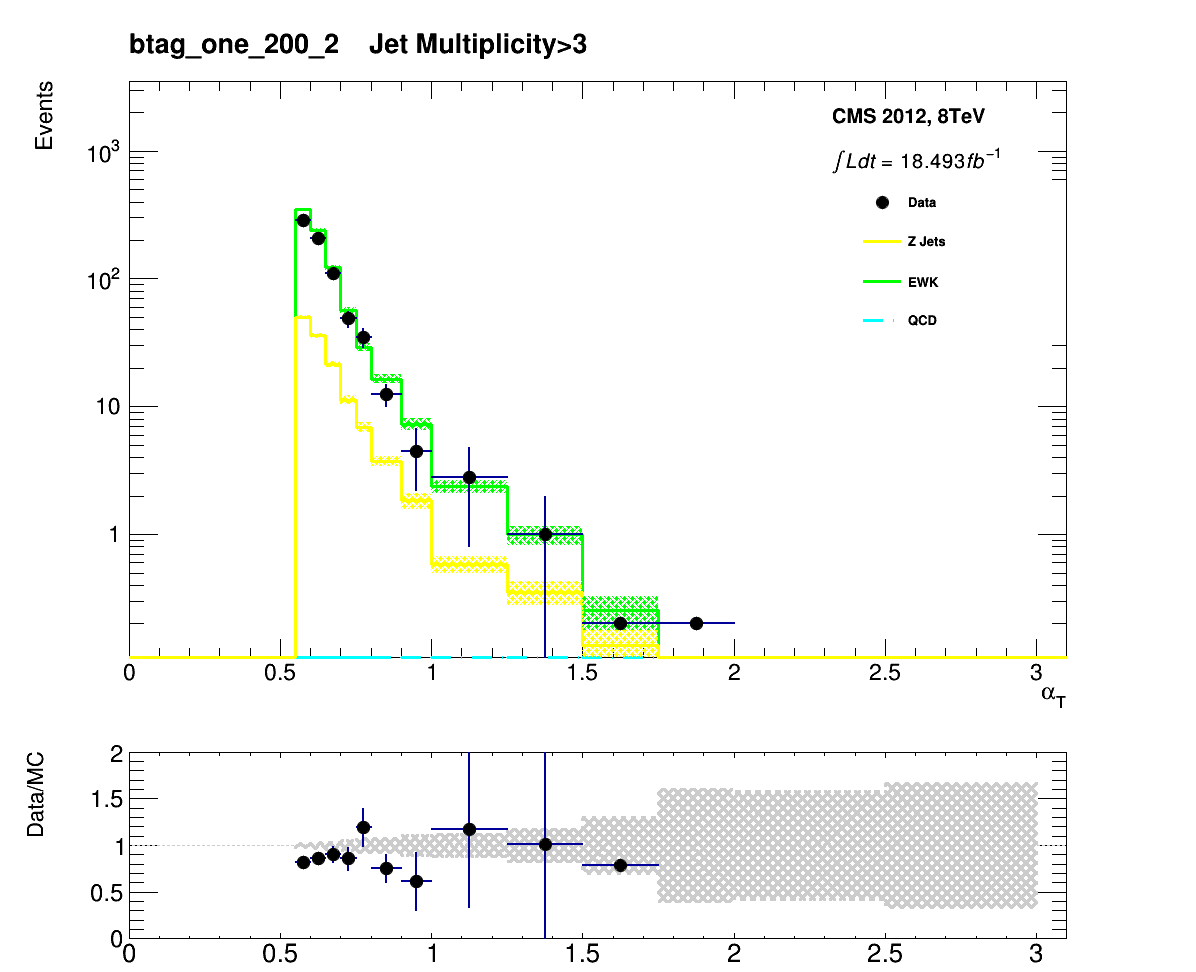 btag_one_200_2 Jet Multiplicity>3
Events
CMS 2012, 8TeV
∫Ldt = 18.493fb⁻¹
Data
Z Jets
EWK
QCD
10³
10²
10
1
0 0.5 1 1.5 2 2.5 3
α_T
Data/MC
2
1.5
1
0.5
0
0 0.5 1 1.5 2 2.5 3